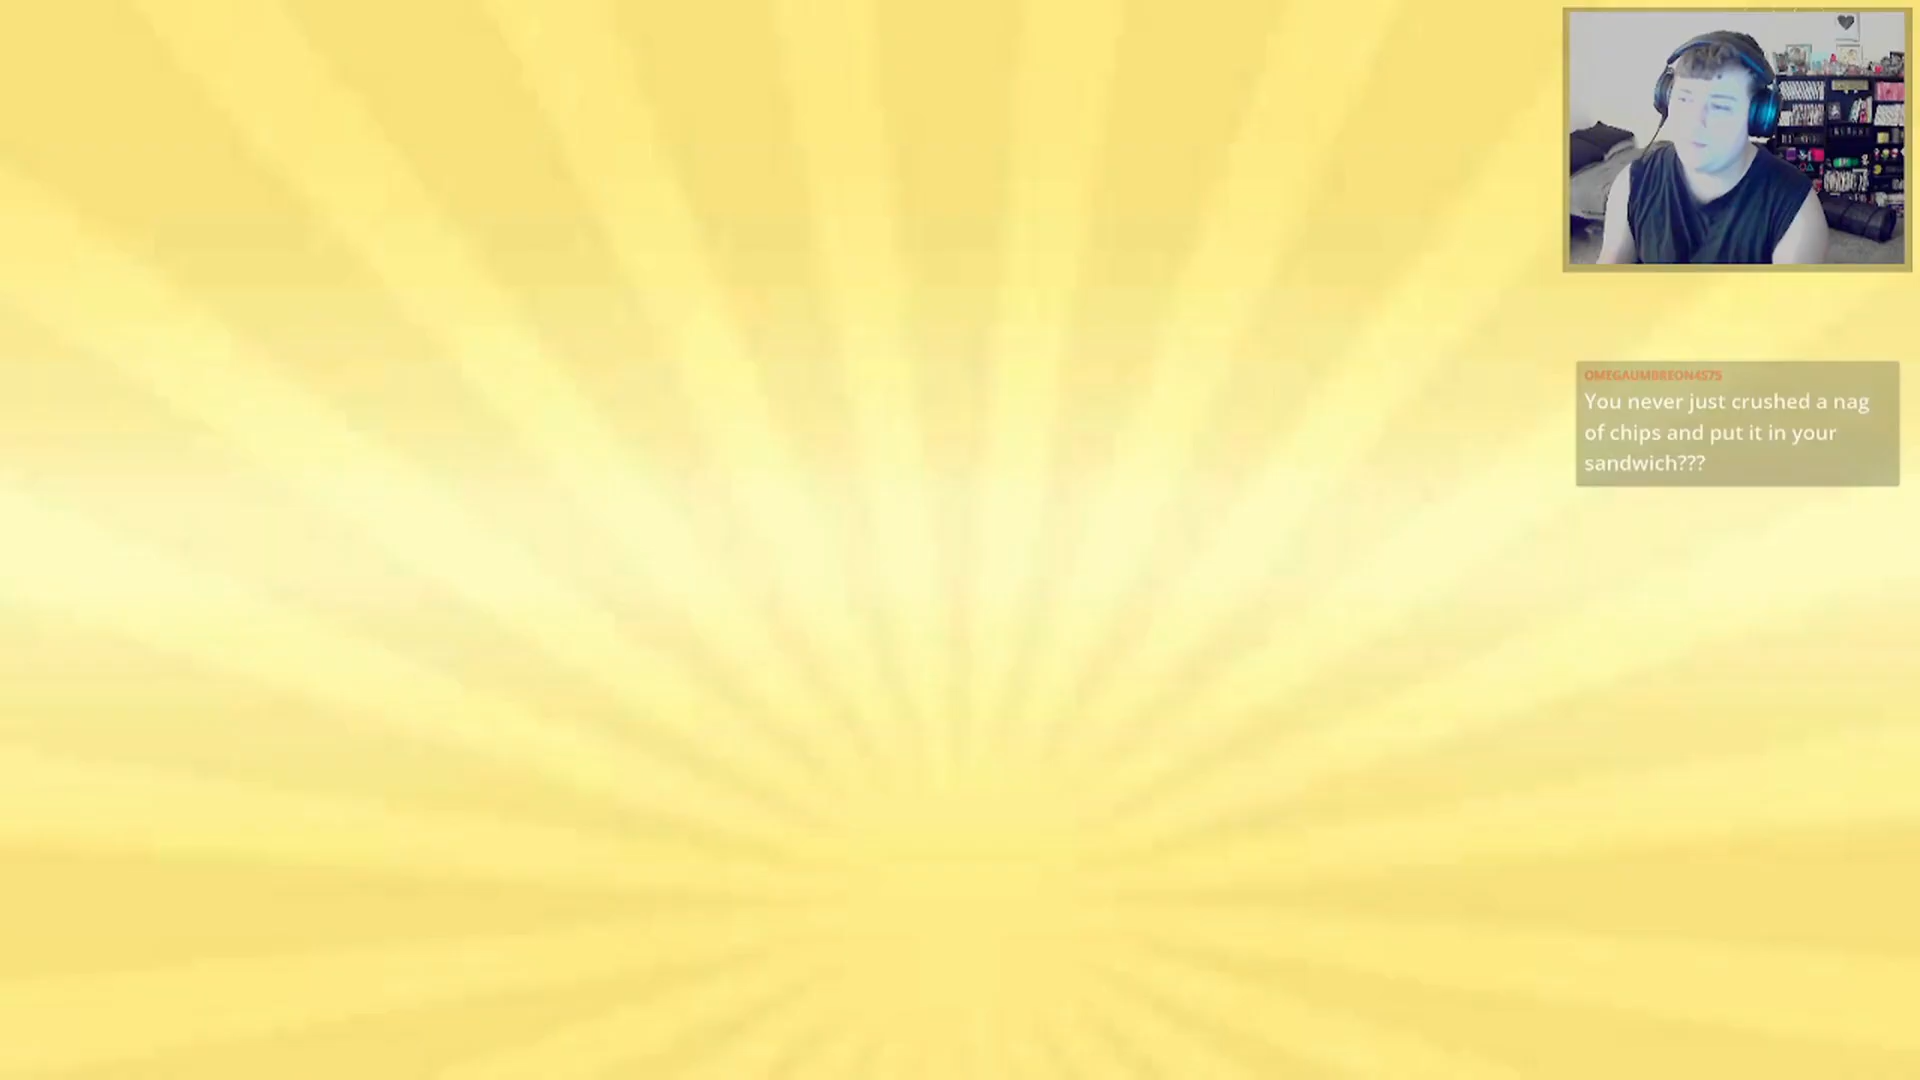 OMEGAUMBREON4575
You never just crushed a nag
of chips and put it in your
sandwich???